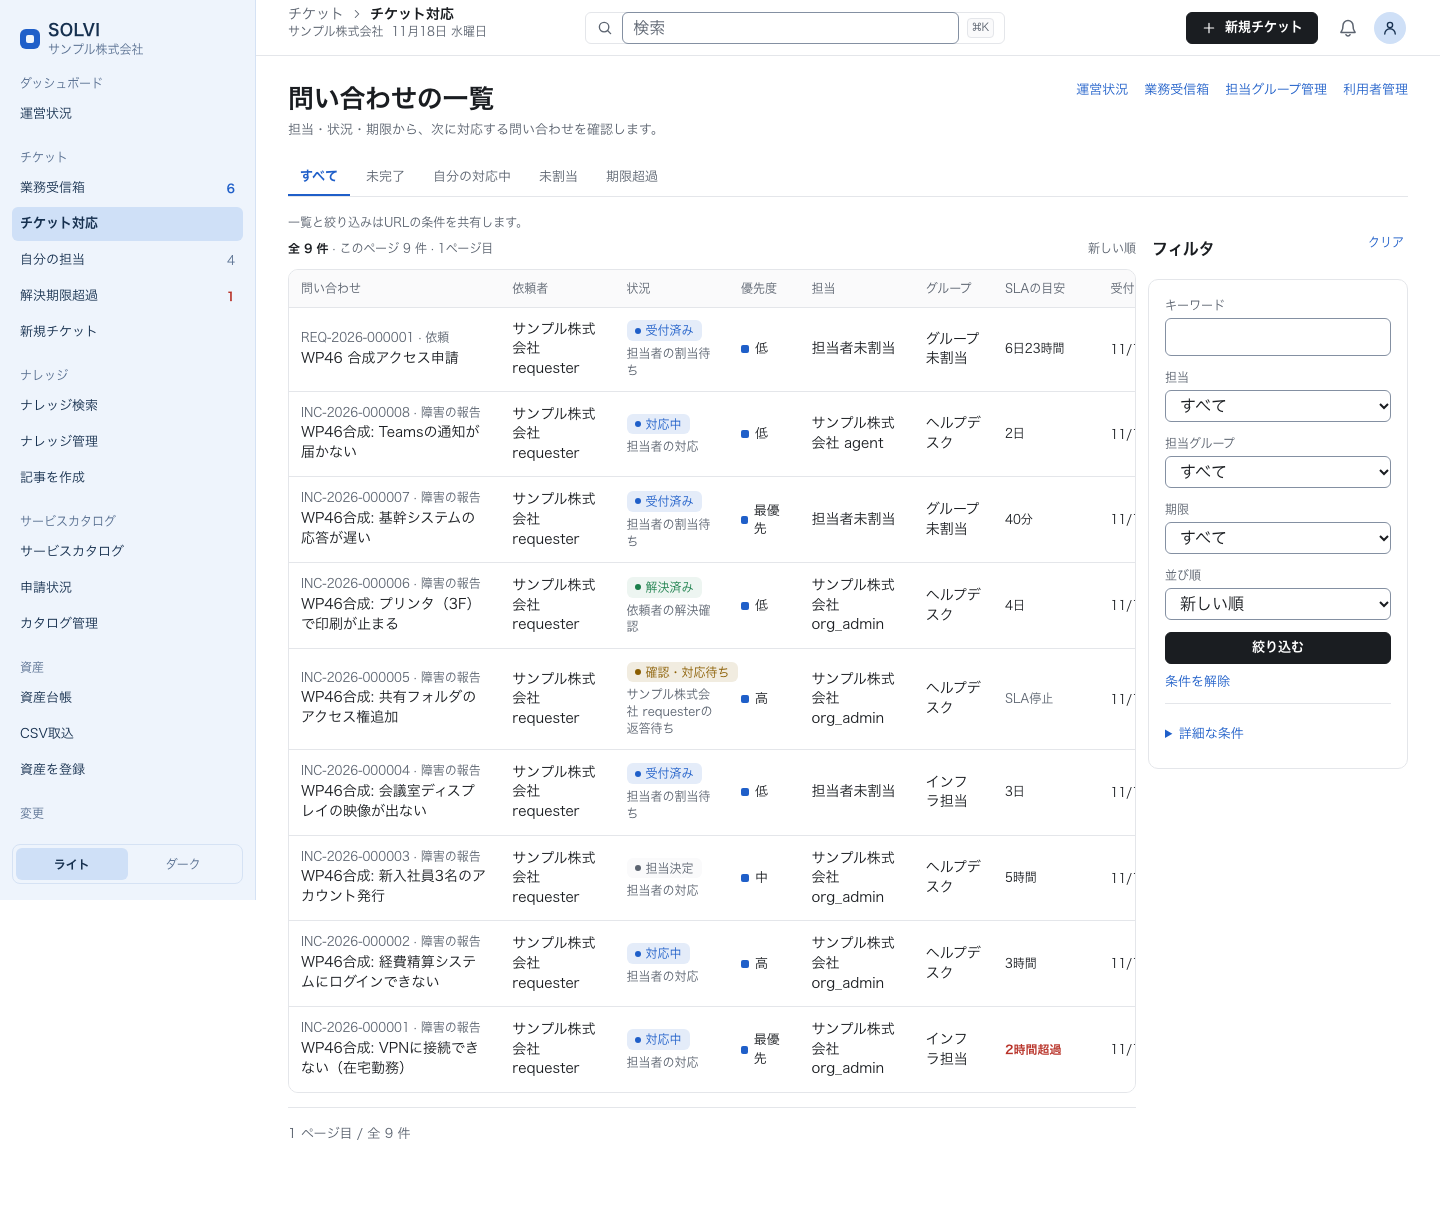 SOLVI
サンプル株式会社
ダッシュボード
運営状況
チケット
業務受信箱 6
チケット対応
自分の担当 4
解決期限超過 1
新規チケット
ナレッジ
ナレッジ検索
ナレッジ管理
記事を作成
サービスカタログ
サービスカタログ
申請状況
カタログ管理
資産
資産台帳
CSV取込
資産を登録
変更
ライト ダーク
チケット > チケット対応
サンプル株式会社 11月18日 水曜日
検索 ⌘K
+ 新規チケット
問い合わせの一覧
担当・状況・期限から、次に対応する問い合わせを確認します。
運営状況 業務受信箱 担当グループ管理 利用者管理
すべて 未完了 自分の対応中 未割当 期限超過
一覧と絞り込みはURLの条件を共有します。
全 9 件 · このページ 9 件 · 1ページ目 新しい順
問い合わせ 依頼者 状況 優先度 担当 グループ SLAの目安 受付
REQ-2026-000001 · 依頼
WP46 合成アクセス申請
サンプル株式
会社
requester
受付済み
担当者の割当待
ち
低
担当者未割当
グループ
未割当
6日23時間
11/
INC-2026-000008 · 障害の報告
WP46合成: Teamsの通知が
届かない
サンプル株式
会社
requester
対応中
担当者の対応
低
サンプル株式
会社 agent
ヘルプデ
スク
2日
11/
INC-2026-000007 · 障害の報告
WP46合成: 基幹システムの
応答が遅い
サンプル株式
会社
requester
受付済み
担当者の割当待
ち
最優
先
担当者未割当
グループ
未割当
40分
11/
INC-2026-000006 · 障害の報告
WP46合成: プリンタ（3F）
で印刷が止まる
サンプル株式
会社
requester
解決済み
依頼者の解決確
認
低
サンプル株式
会社
org_admin
ヘルプデ
スク
4日
11/
INC-2026-000005 · 障害の報告
WP46合成: 共有フォルダの
アクセス権追加
サンプル株式
会社
requester
確認・対応待ち
サンプル株式会
社 requesterの
返答待ち
高
サンプル株式
会社
org_admin
ヘルプデ
スク
SLA停止
11/
INC-2026-000004 · 障害の報告
WP46合成: 会議室ディスプ
レイの映像が出ない
サンプル株式
会社
requester
受付済み
担当者の割当待
ち
低
担当者未割当
インフ
ラ担当
3日
11/
INC-2026-000003 · 障害の報告
WP46合成: 新入社員3名のア
カウント発行
サンプル株式
会社
requester
担当決定
担当者の対応
中
サンプル株式
会社
org_admin
ヘルプデ
スク
5時間
11/
INC-2026-000002 · 障害の報告
WP46合成: 経費精算システ
ムにログインできない
サンプル株式
会社
requester
対応中
担当者の対応
高
サンプル株式
会社
org_admin
ヘルプデ
スク
3時間
11/
INC-2026-000001 · 障害の報告
WP46合成: VPNに接続でき
ない（在宅勤務）
サンプル株式
会社
requester
対応中
担当者の対応
最優
先
サンプル株式
会社
org_admin
インフ
ラ担当
2時間超過
11/
1 ページ目 / 全 9 件
フィルタ クリア
キーワード
担当
すべて
担当グループ
すべて
期限
すべて
並び順
新しい順
絞り込む
条件を解除
詳細な条件